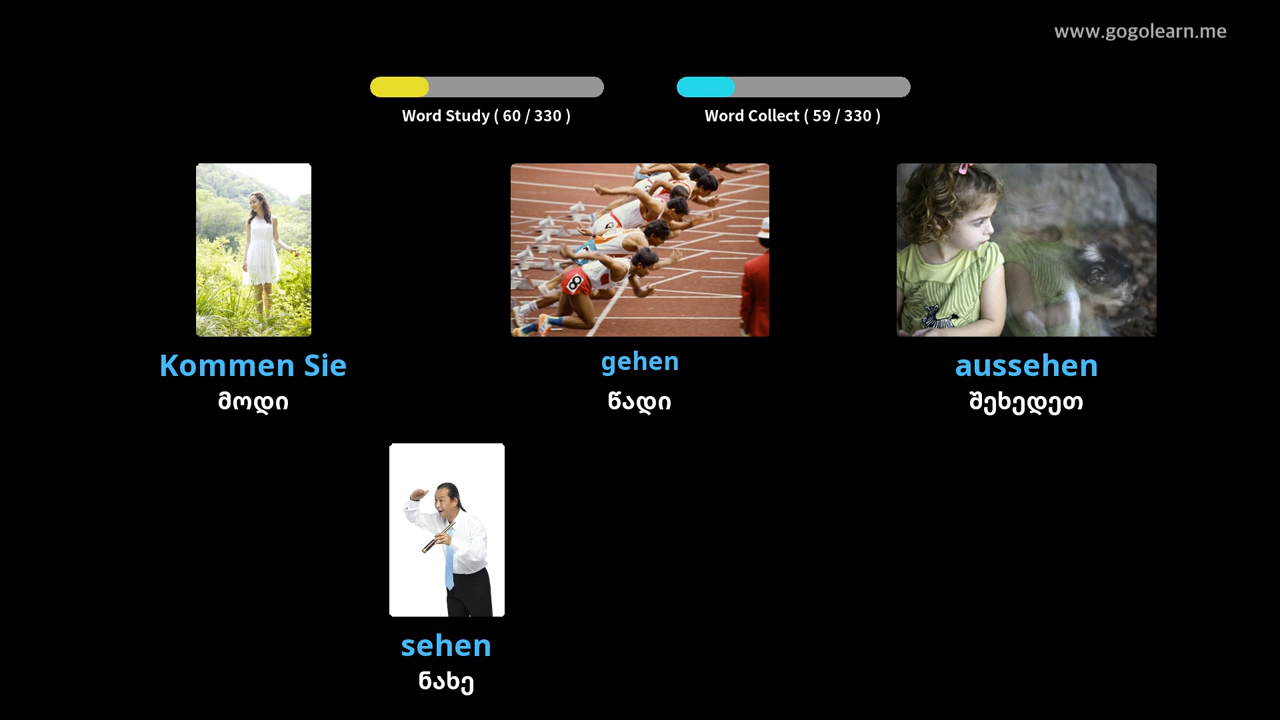 www.gogolearn.me
Word Study ( 60 / 330 )
Word Collect ( 59 / 330 )
Kommen Sie
მოდი
gehen
წადი
aussehen
შეხედეთ
sehen
ნახე